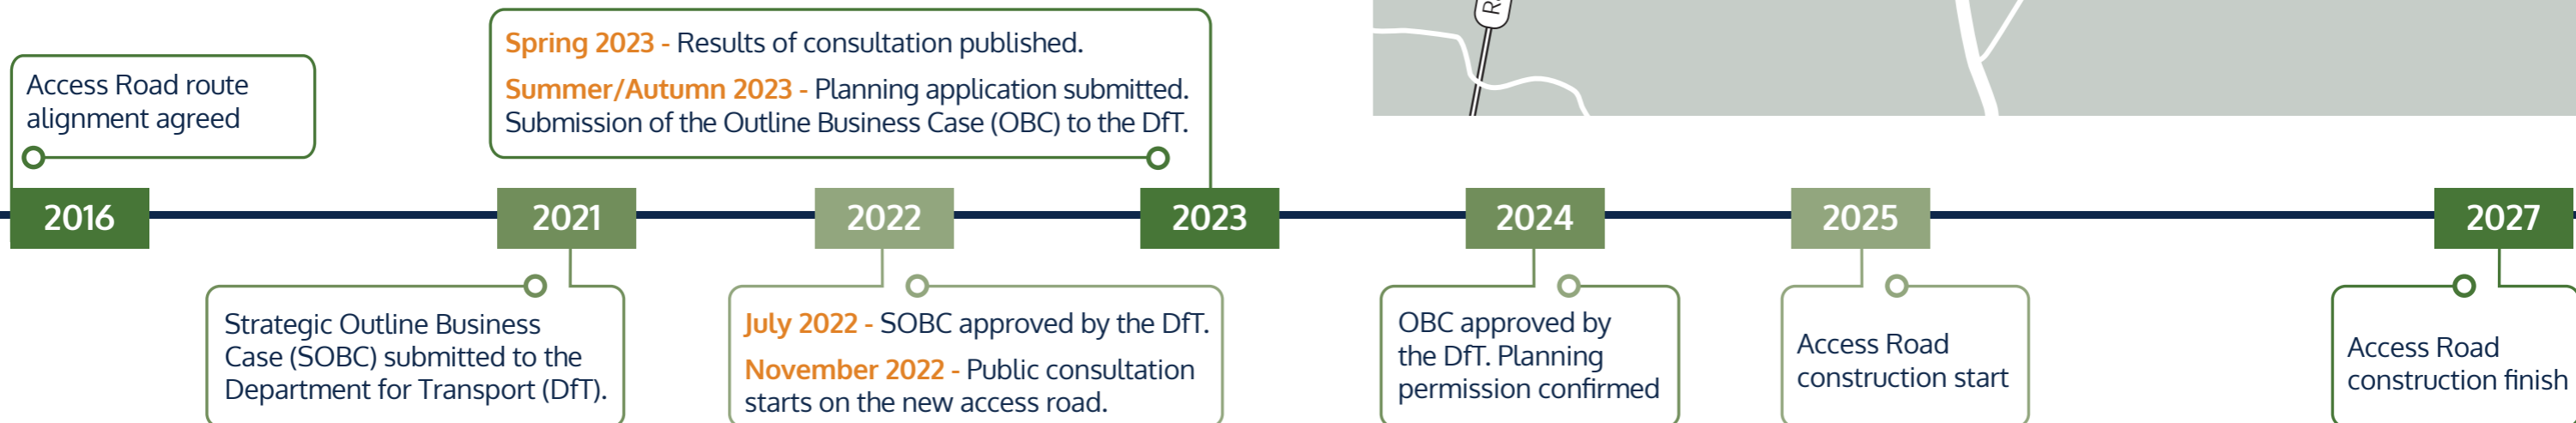 Access Road route
alignment agreed
Spring 2023 - Results of consultation published.
Summer/Autumn 2023 - Planning application submitted.
Submission of the Outline Business Case (OBC) to the DfT.
2016
2021
2022
2023
2024
2025
2027
Strategic Outline Business
Case (SOBC) submitted to the
Department for Transport (DfT).
July 2022 - SOBC approved by the DfT.
November 2022 - Public consultation
starts on the new access road.
OBC approved by
the DfT. Planning
permission confirmed
Access Road
construction start
Access Road
construction finish